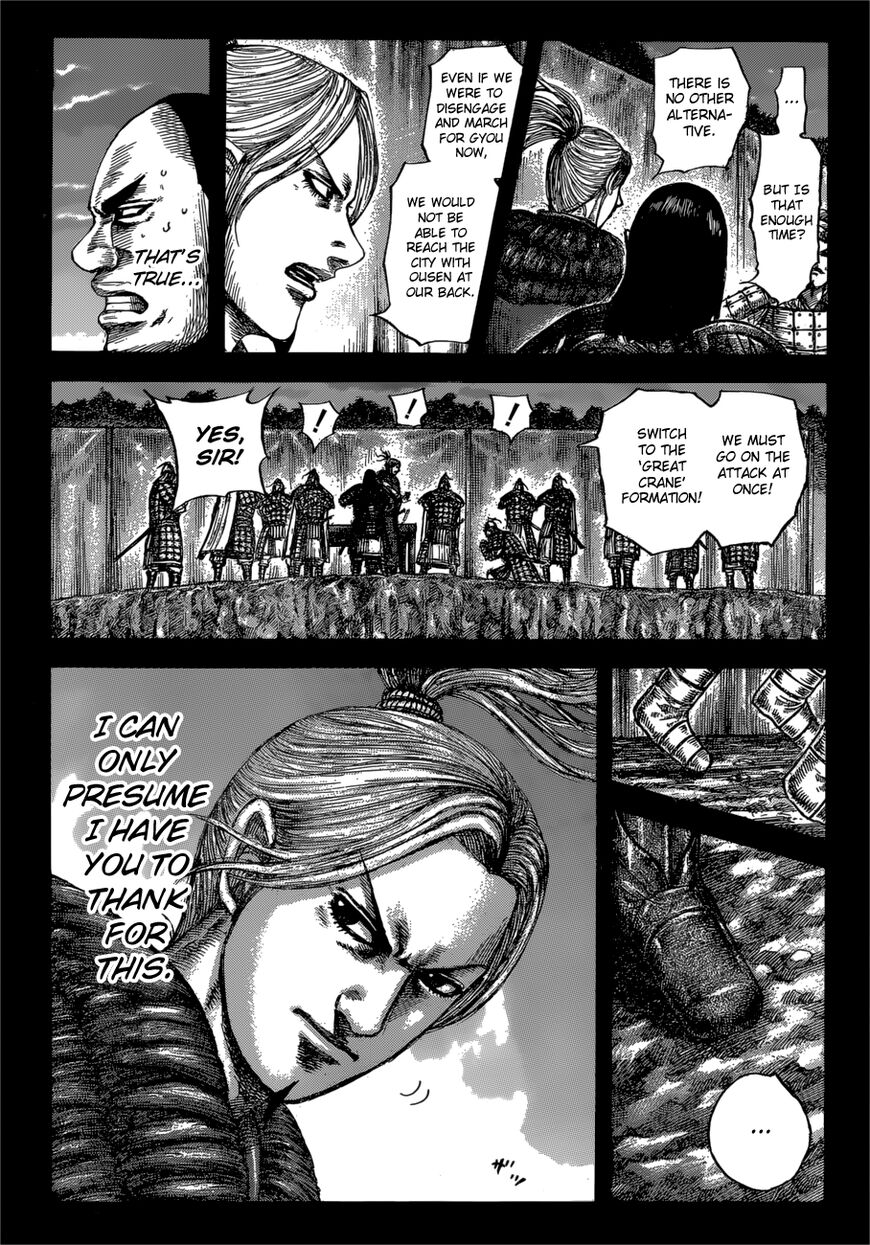 ...
BUT IS
THAT
ENOUGH
TIME?
THERE
IS NO OTHER
ALTERNA-
TIVE.
EVEN IF WE
WERE TO
DISENGAGE
AND MARCH
FOR GYOU
NOW,
WE WOULD
NOT BE
ABLE TO
REACH THE
CITY WITH
OUSEN AT
OUR BACK.
THAT'S
TRUE...
WE MUST
GO ON THE
ATTACK AT
ONCE!
SWITCH
TO THE
'GREAT
CRANE'
FORMATION!
!
!
!
YES,
SIR!
...
I CAN
ONLY
PRESUME
I HAVE
YOU TO
THANK
FOR
THIS.
ザッ